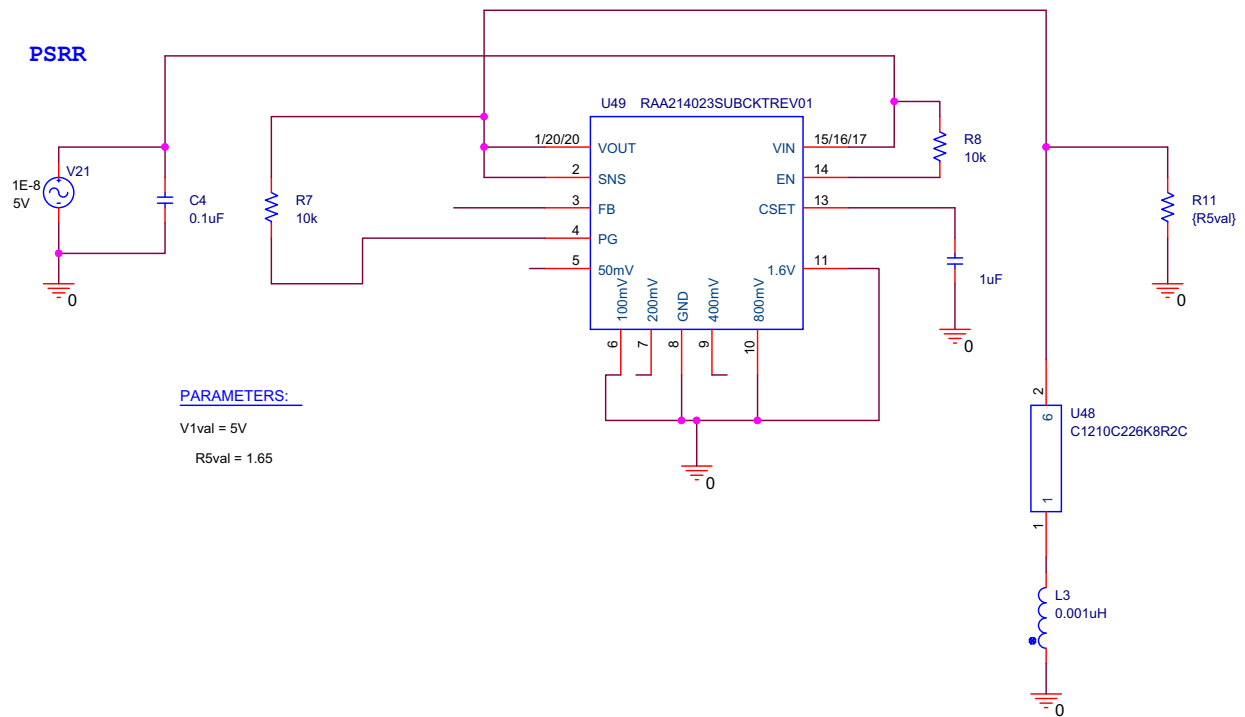 PSRR
U49 RAA214023SUBCKTREV01
1/20/20
VOUT
VIN
15/16/17
R8
10k
2
SNS
EN
14
V21
1E-8
5V
C4
0.1uF
R7
10k
3
FB
CSET
13
R11
{R5val}
4
PG
5
50mV
1.6V
11
1uF
100mV
200mV
GND
400mV
800mV
0
0
0
6
7
8
9
10
PARAMETERS:
V1val = 5V
R5val = 1.65
2
6
U48
C1210C226K8R2C
0
1
1
L3
0.001uH
0